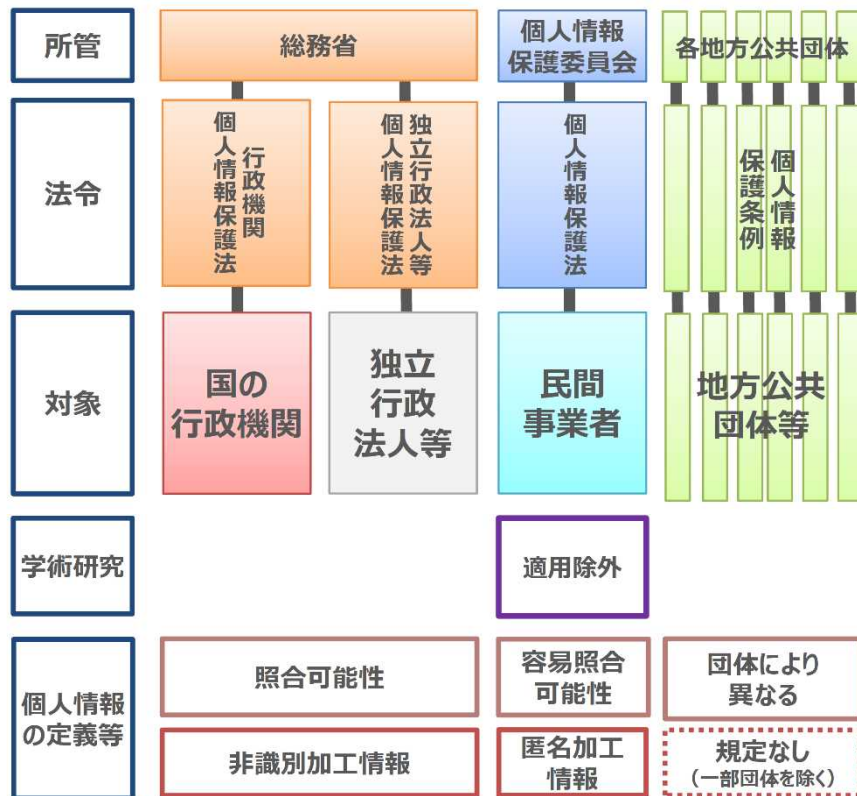 所管
総務省
個人情報
保護委員会
各地方公共団体
法令
行政機関
個人情報保護法
独立行政法人等
個人情報保護法
個人情報保護法
個人情報
保護条例
対象
国の
行政機関
独立
行政
法人等
民間
事業者
地方公共
団体等
学術研究
適用除外
個人情報
の定義等
照合可能性
容易照合
可能性
団体により
異なる
非識別加工情報
匿名加工
情報
規定なし
（一部団体を除く）